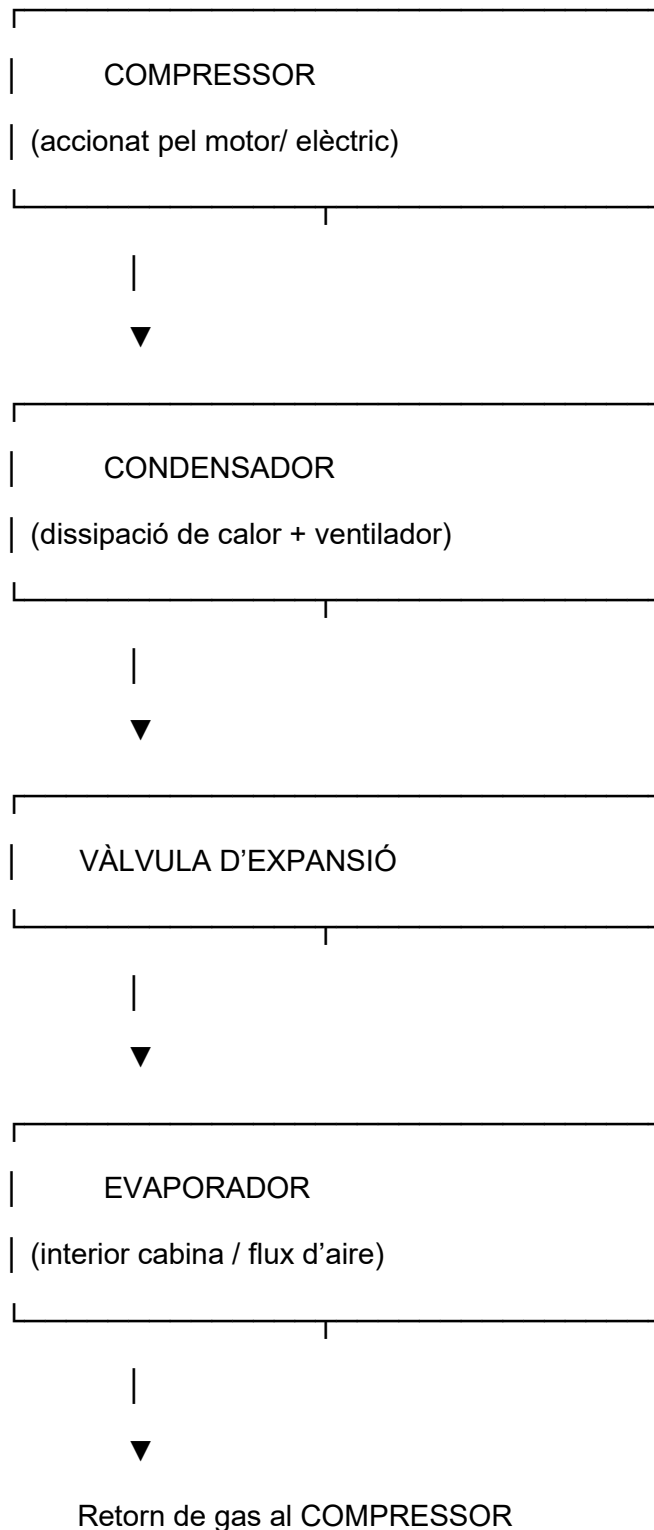 COMPRESSOR
(accionat pel motor/ elèctric)
▼
CONDENSADOR
(dissipació de calor + ventilador)
▼
VÀLVULA D’EXPANSIÓ
▼
EVAPORADOR
(interior cabina / flux d’aire)
▼
Retorn de gas al COMPRESSOR